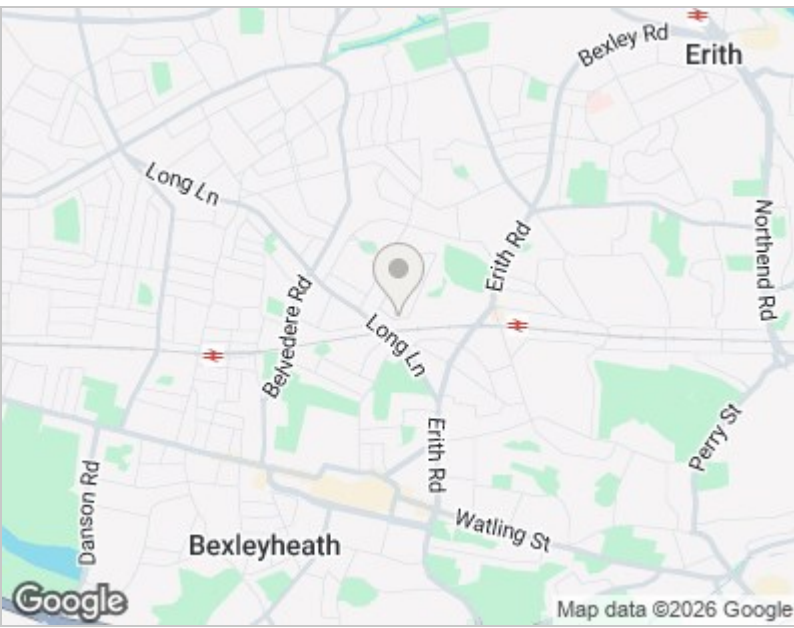 Bexley Rd
Erith
Long Ln
Northend Rd
Erith Rd
Belvedere Rd
Long Ln
Perry St
Erith Rd
Danson Rd
Watling St
Bexleyheath
Google
Map data ©2026 Google